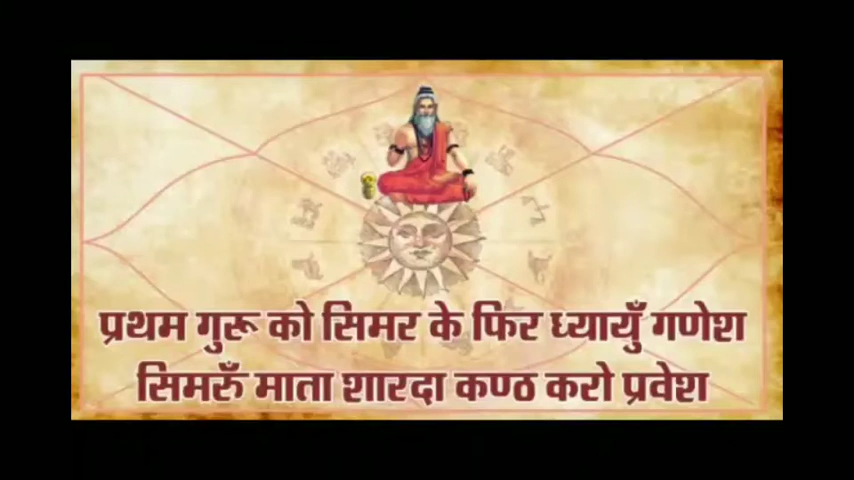 प्रथम गुरू को सिमर के फिर ध्यायुँ गणेश
सिमरुँ माता शारदा कण्ठ करो प्रवेश